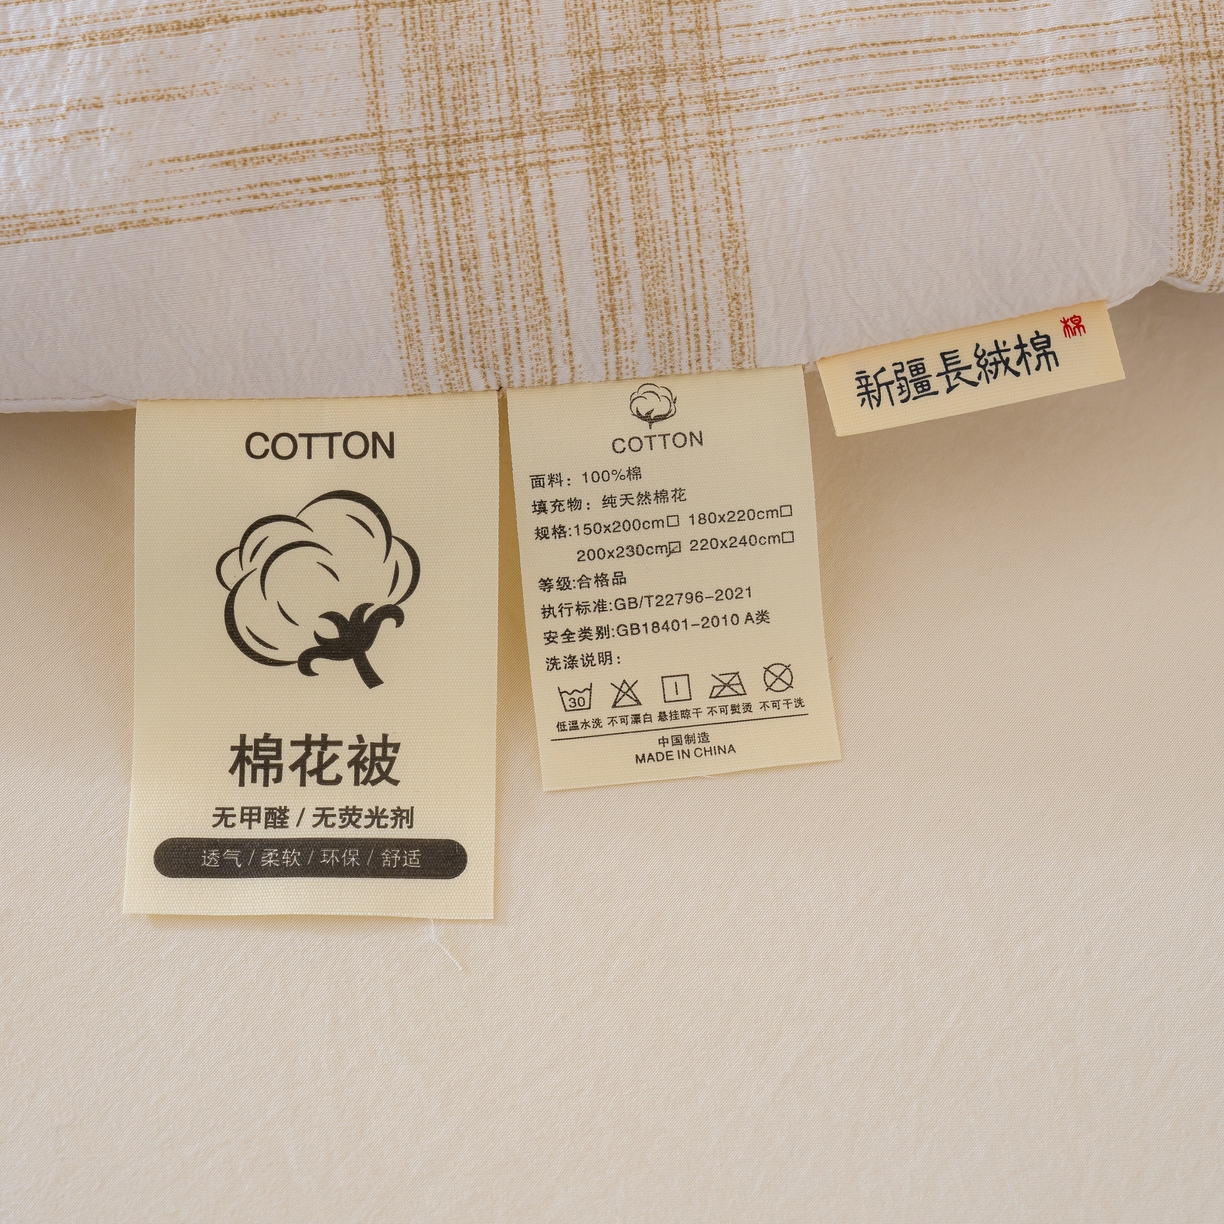 COTTON
棉花被
无甲醛 / 无荧光剂
透气 / 柔软 / 环保 / 舒适
COTTON
面料：100%棉
填充物：纯天然棉花
规格:150x200cm□ 180x220cm□
200x230cm☑ 220x240cm□
等级:合格品
执行标准:GB/T22796-2021
安全类别:GB18401-2010 A类
洗涤说明：
30
低温水洗 不可漂白 悬挂晾干 不可熨烫 不可干洗
中国制造
MADE IN CHINA
新疆長絨棉
棉